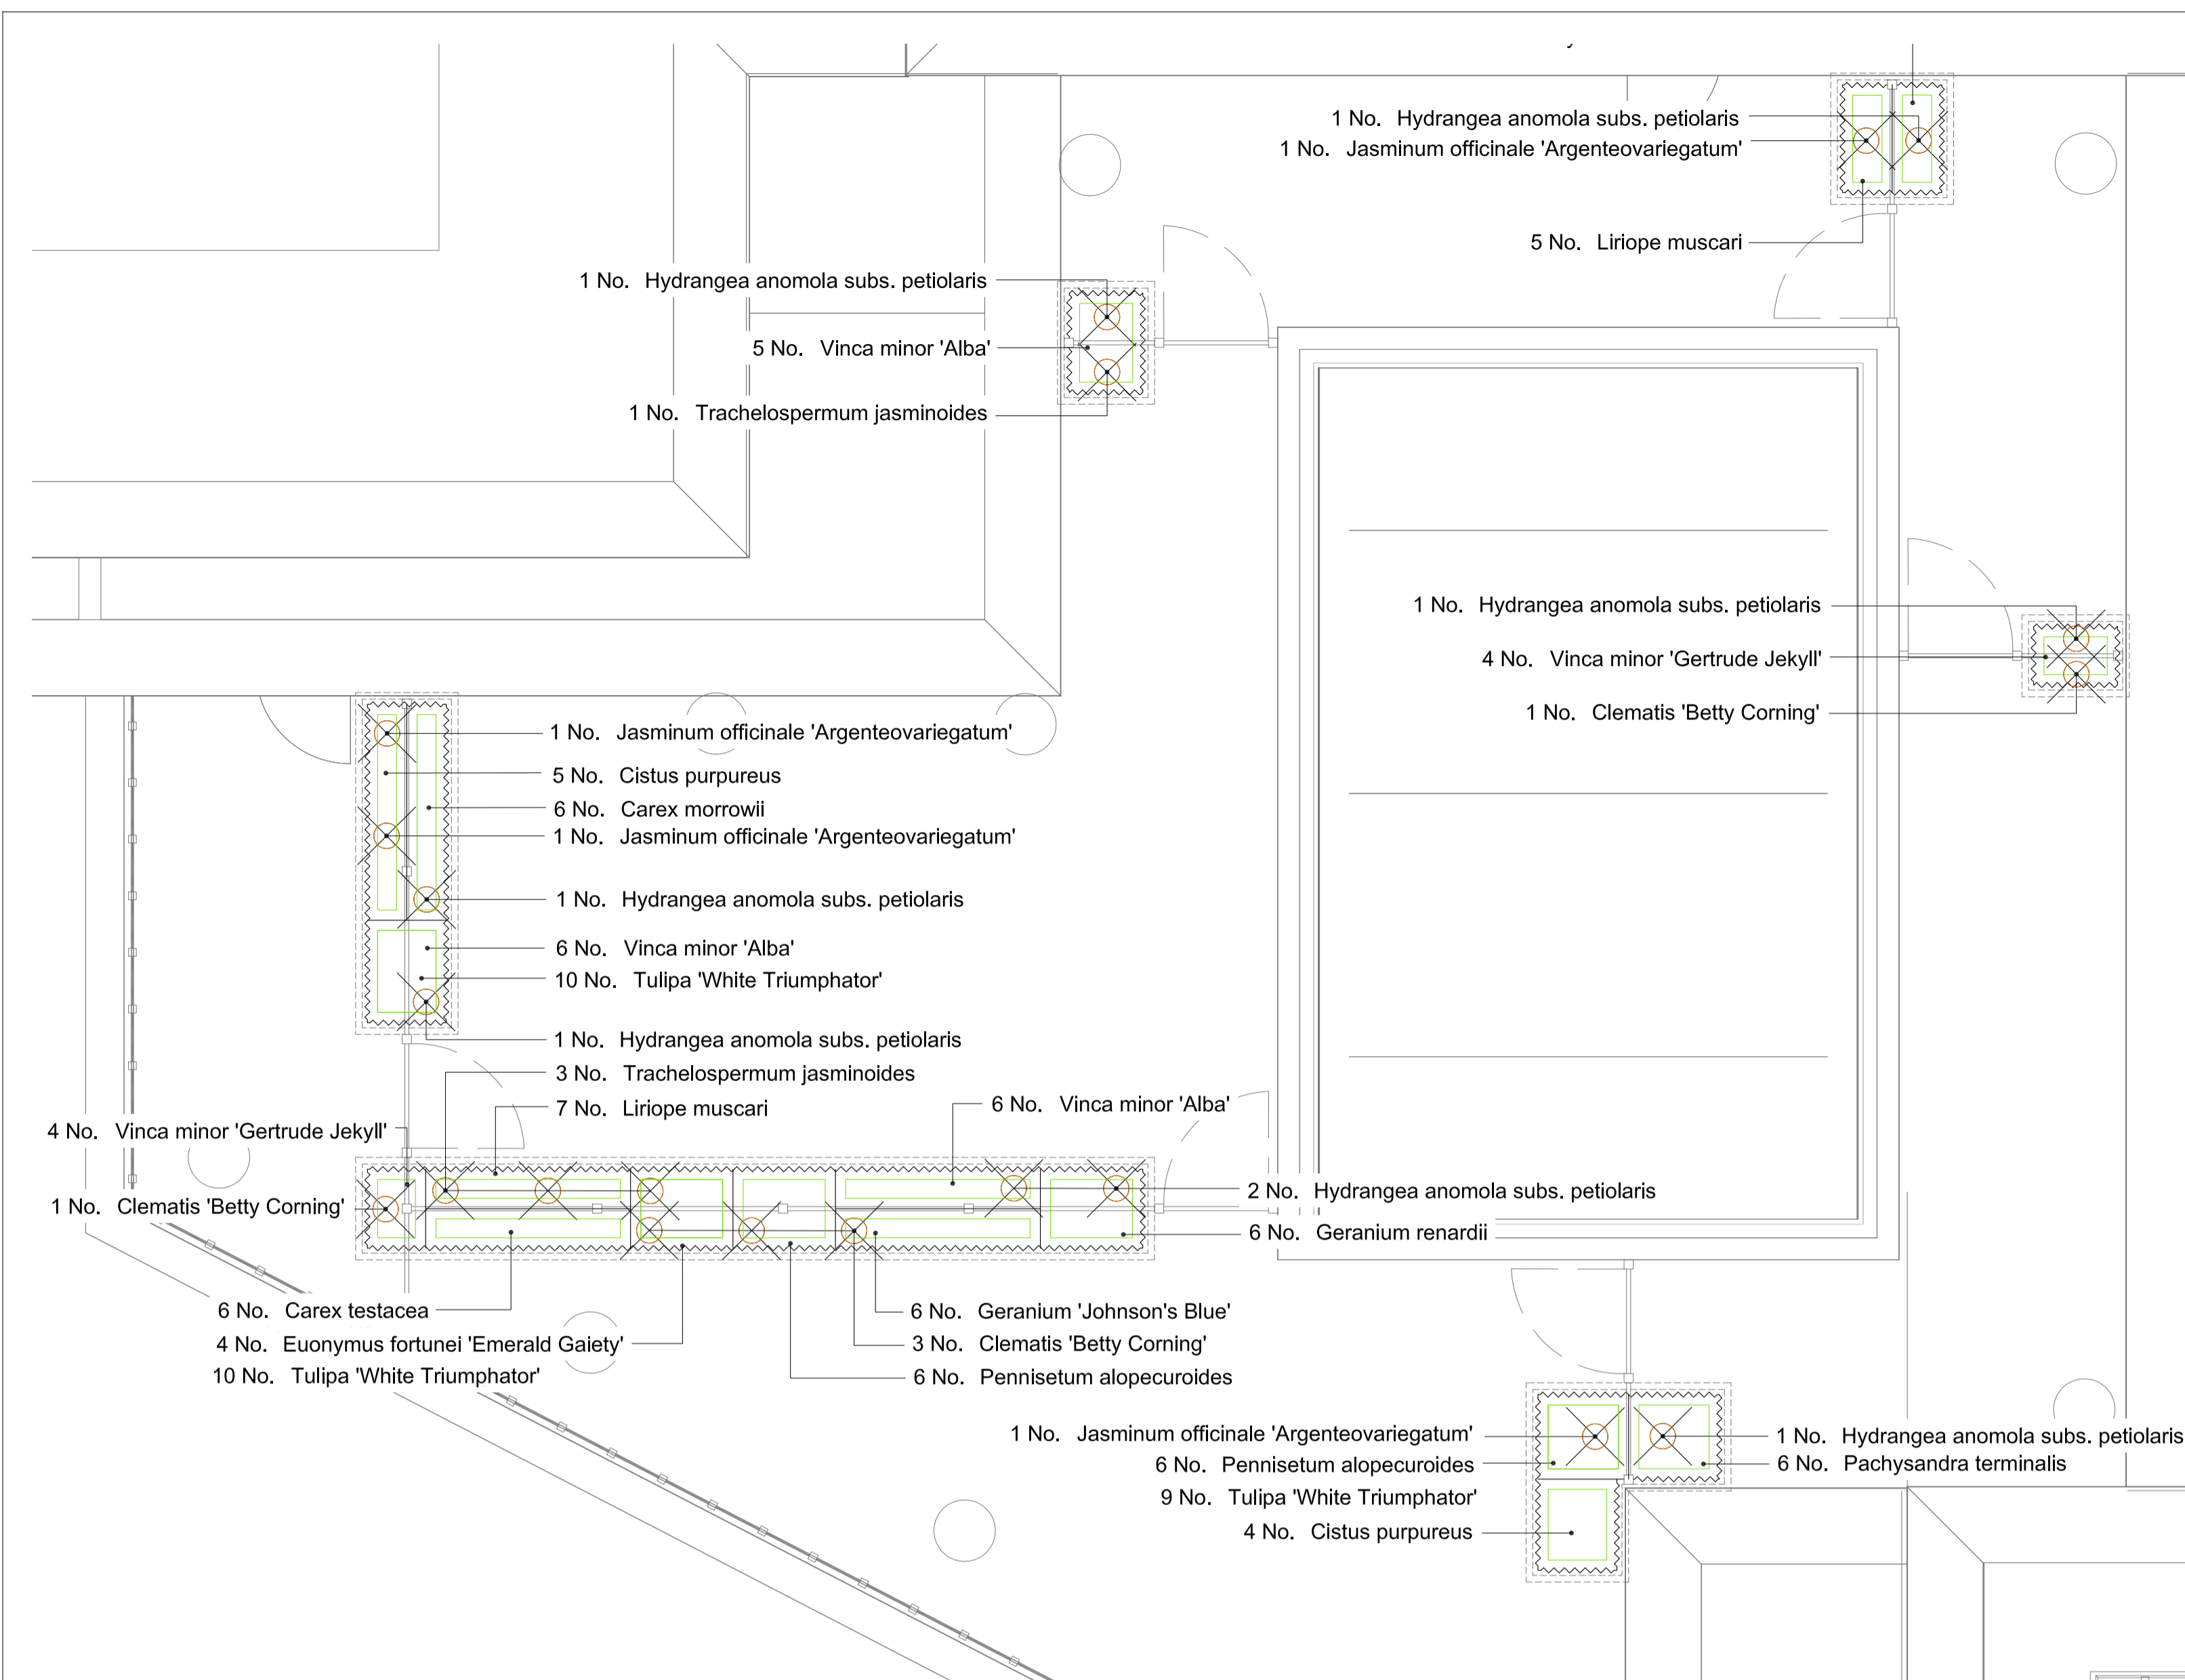 1 No. Hydrangea anomola subs. petiolaris
1 No. Jasminum officinale 'Argenteovariegatum'
5 No. Liriope muscari
1 No. Hydrangea anomola subs. petiolaris
5 No. Vinca minor 'Alba'
1 No. Trachelospermum jasminoides
1 No. Hydrangea anomola subs. petiolaris
4 No. Vinca minor 'Gertrude Jekyll'
1 No. Clematis 'Betty Corning'
1 No. Jasminum officinale 'Argenteovariegatum'
5 No. Cistus purpureus
6 No. Carex morrowii
1 No. Jasminum officinale 'Argenteovariegatum'
1 No. Hydrangea anomola subs. petiolaris
6 No. Vinca minor 'Alba'
10 No. Tulipa 'White Triumphator'
1 No. Hydrangea anomola subs. petiolaris
3 No. Trachelospermum jasminoides
7 No. Liriope muscari
6 No. Vinca minor 'Alba'
4 No. Vinca minor 'Gertrude Jekyll'
1 No. Clematis 'Betty Corning'
2 No. Hydrangea anomola subs. petiolaris
6 No. Geranium renardii
6 No. Carex testacea
4 No. Euonymus fortunei 'Emerald Gaiety'
10 No. Tulipa 'White Triumphator'
6 No. Geranium 'Johnson's Blue'
3 No. Clematis 'Betty Corning'
6 No. Pennisetum alopecuroides
1 No. Jasminum officinale 'Argenteovariegatum'
6 No. Pennisetum alopecuroides
9 No. Tulipa 'White Triumphator'
4 No. Cistus purpureus
1 No. Hydrangea anomola subs. petiolaris
6 No. Pachysandra terminalis